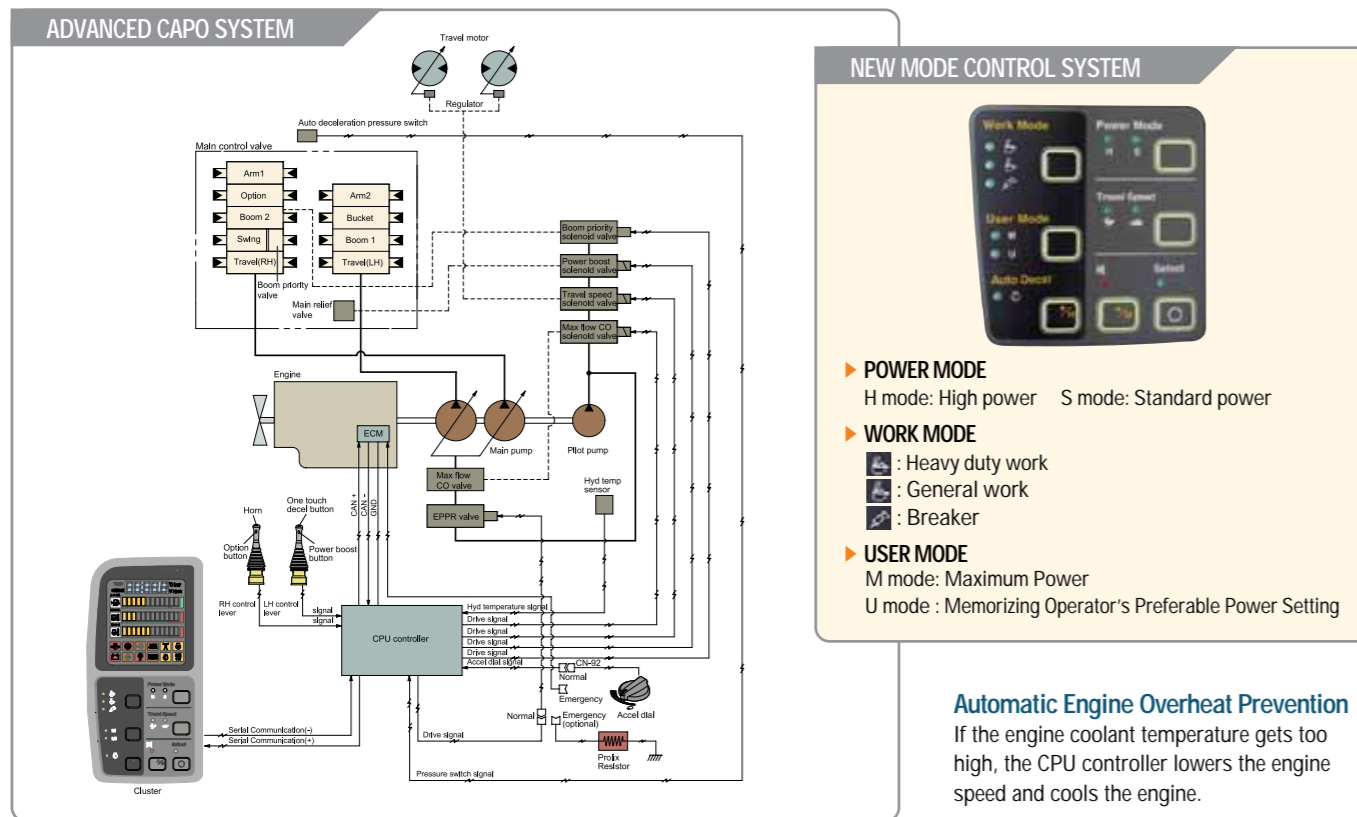 ADVANCED CAPO SYSTEM
Travel motor
Regulator
Auto deceleration pressure switch
Main control valve
Arm1
Option
Boom 2
Swing
Travel(RH)
Arm2
Bucket
Boom 1
Travel(LH)
Boom priority
valve
Main relief
valve
Boom priority
solenoid valve
Power boost
solenoid valve
Travel speed
solenoid valve
Max flow CO
solenoid valve
Engine
ECM
Main pump
Pilot pump
Max flow
CO valve
EPPR valve
Hyd temp
sensor
CAN +
CAN -
GND
Horn
Option
button
One touch
decel button
Power boost
button
RH control
lever
LH control
lever
signal
signal
CPU controller
Hyd temperature signal
Drive signal
Drive signal
Drive signal
Drive signal
Accel dial signal
CN-92
Normal
Emergency
Accel dial
Normal
Emergency
(optional)
Drive signal
Prolix
Resistor
Pressure switch signal
Serial Communication(-)
Serial Communication(+)
Power Mode
Travel Speed
Select
Cluster
NEW MODE CONTROL SYSTEM
Work Mode
Power Mode
H S
Travel Speed
User Mode
M
U
Auto Decel
Select
POWER MODE
H mode: High power S mode: Standard power
WORK MODE
: Heavy duty work
: General work
: Breaker
USER MODE
M mode: Maximum Power
U mode : Memorizing Operator's Preferable Power Setting
Automatic Engine Overheat Prevention
If the engine coolant temperature gets too
high, the CPU controller lowers the engine
speed and cools the engine.